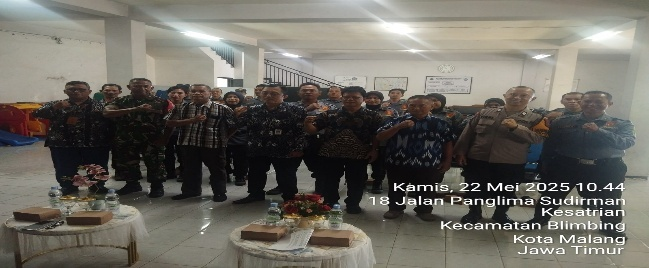 Kamis, 22 Mei 2025 10.44
18 Jalan Panglima Sudirman
Kesatrian
Kecamatan Blimbing
Kota Malang
Jawa Timur